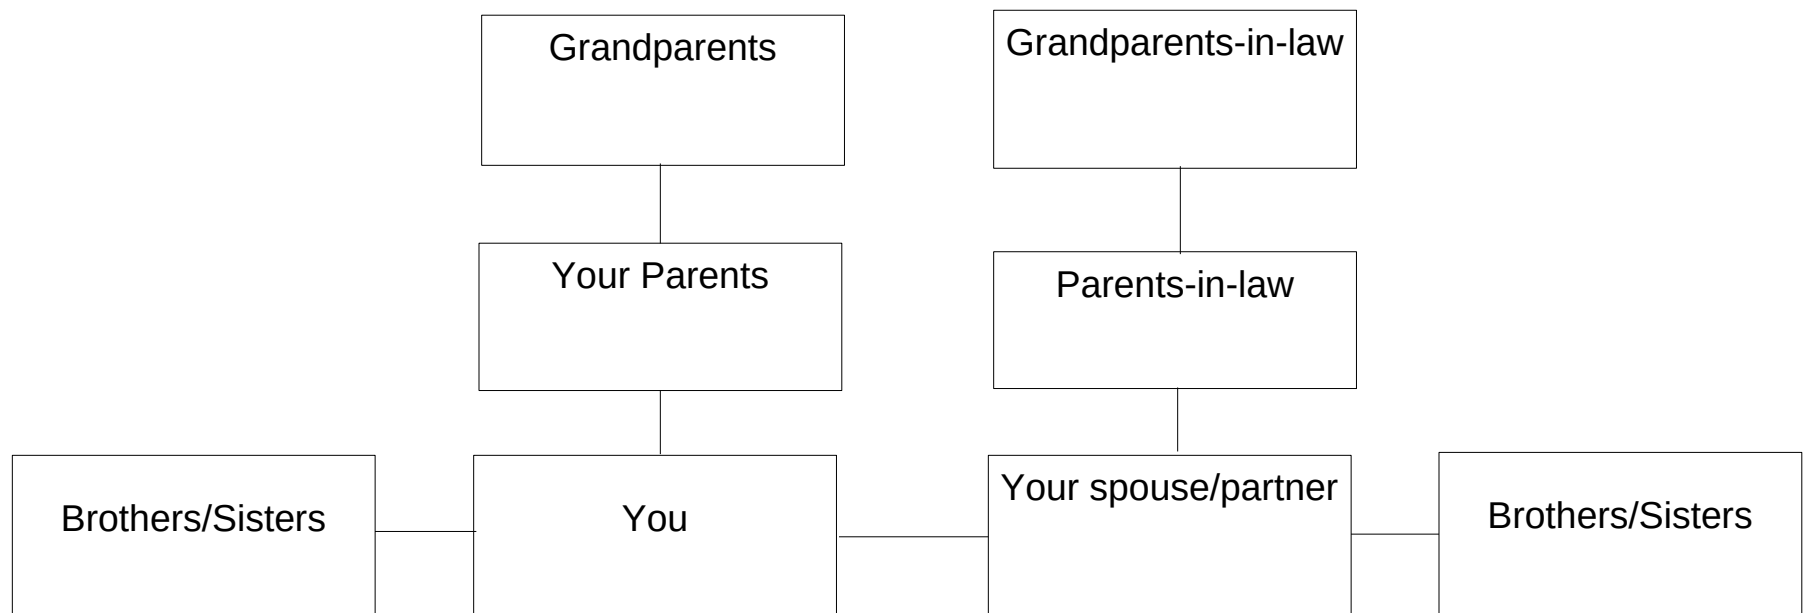 Grandparents
Grandparents-in-law
Your Parents
Parents-in-law
Brothers/Sisters
You
Your spouse/partner
Brothers/Sisters